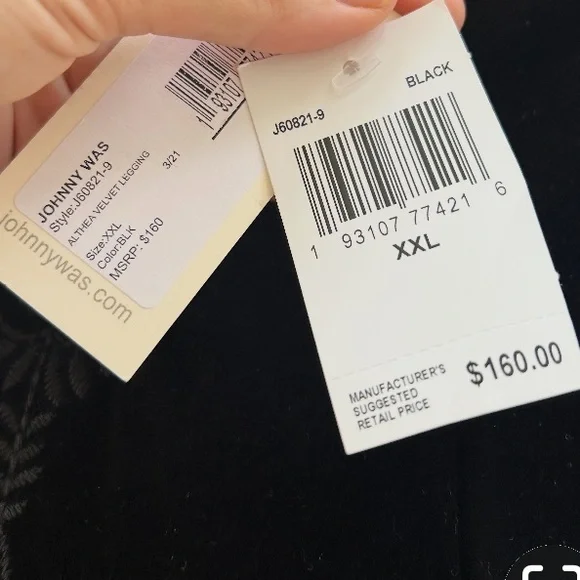 JOHNNY WAS
Style:J60821-9
ALTHEA VELVET LEGGING 3/21
Size:XXL
Color:BLK
MSRP: $160
johnnywas.com
BLACK
J60821-9
1 93107 77421 6
XXL
MANUFACTURER'S
SUGGESTED
RETAIL PRICE
$160.00